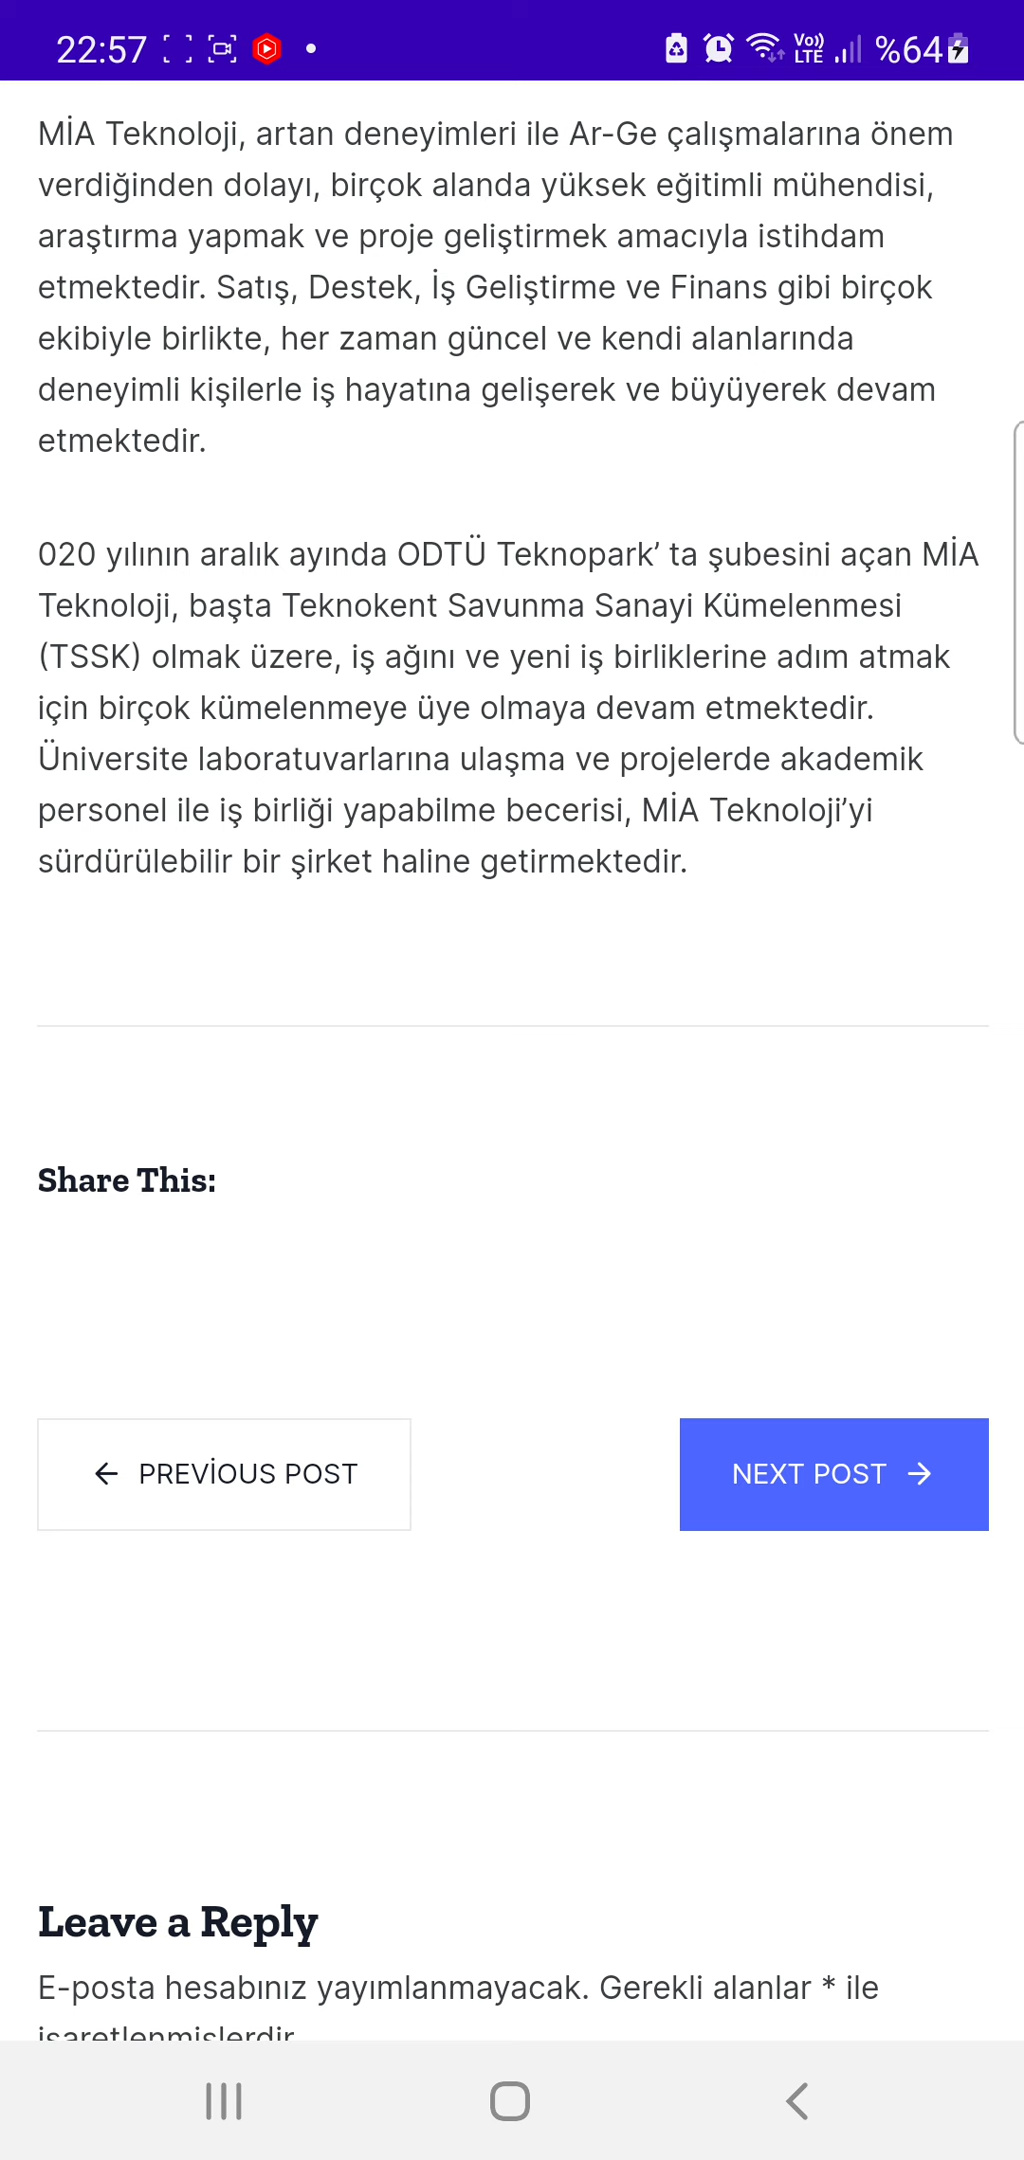 22:57
Vo))
LTE
%64
MİA Teknoloji, artan deneyimleri ile Ar-Ge çalışmalarına önem
verdiğinden dolayı, birçok alanda yüksek eğitimli mühendisi,
araştırma yapmak ve proje geliştirmek amacıyla istihdam
etmektedir. Satış, Destek, İş Geliştirme ve Finans gibi birçok
ekibiyle birlikte, her zaman güncel ve kendi alanlarında
deneyimli kişilerle iş hayatına gelişerek ve büyüyerek devam
etmektedir.
020 yılının aralık ayında ODTÜ Teknopark’ ta şubesini açan MİA
Teknoloji, başta Teknokent Savunma Sanayi Kümelenmesi
(TSSK) olmak üzere, iş ağını ve yeni iş birliklerine adım atmak
için birçok kümelenmeye üye olmaya devam etmektedir.
Üniversite laboratuvarlarına ulaşma ve projelerde akademik
personel ile iş birliği yapabilme becerisi, MİA Teknoloji’yi
sürdürülebilir bir şirket haline getirmektedir.
Share This:
← PREVİOUS POST
NEXT POST →
Leave a Reply
E-posta hesabınız yayımlanmayacak. Gerekli alanlar * ile
işaretlenmişlerdir